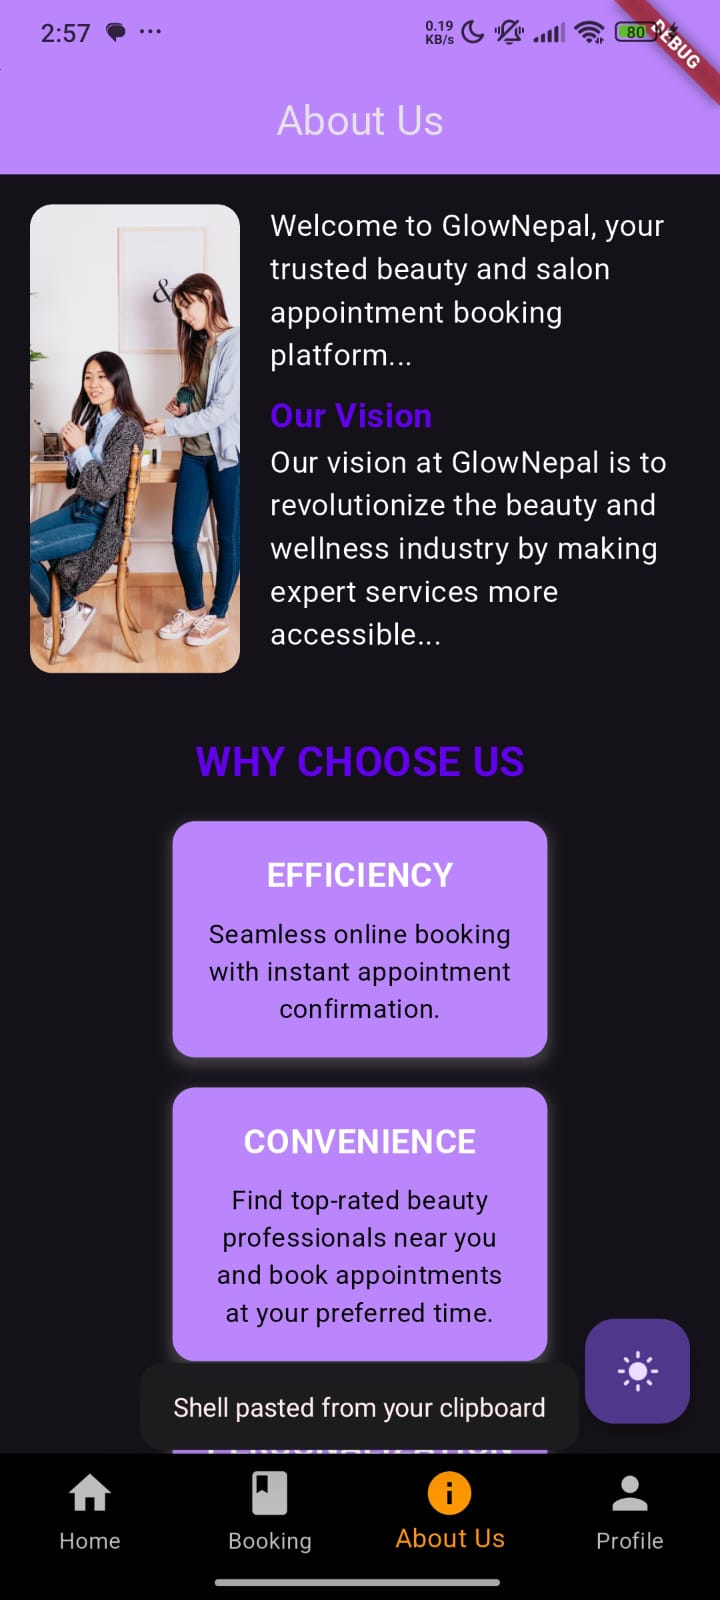 2:57
0.19
KB/s
80
DEBUG
About Us
Welcome to GlowNepal, your
trusted beauty and salon
appointment booking
platform...
Our Vision
Our vision at GlowNepal is to
revolutionize the beauty and
wellness industry by making
expert services more
accessible...
&
WHY CHOOSE US
EFFICIENCY
Seamless online booking
with instant appointment
confirmation.
CONVENIENCE
Find top-rated beauty
professionals near you
and book appointments
at your preferred time.
Shell pasted from your clipboard
PERSONALIZATION
Home
Booking
About Us
Profile